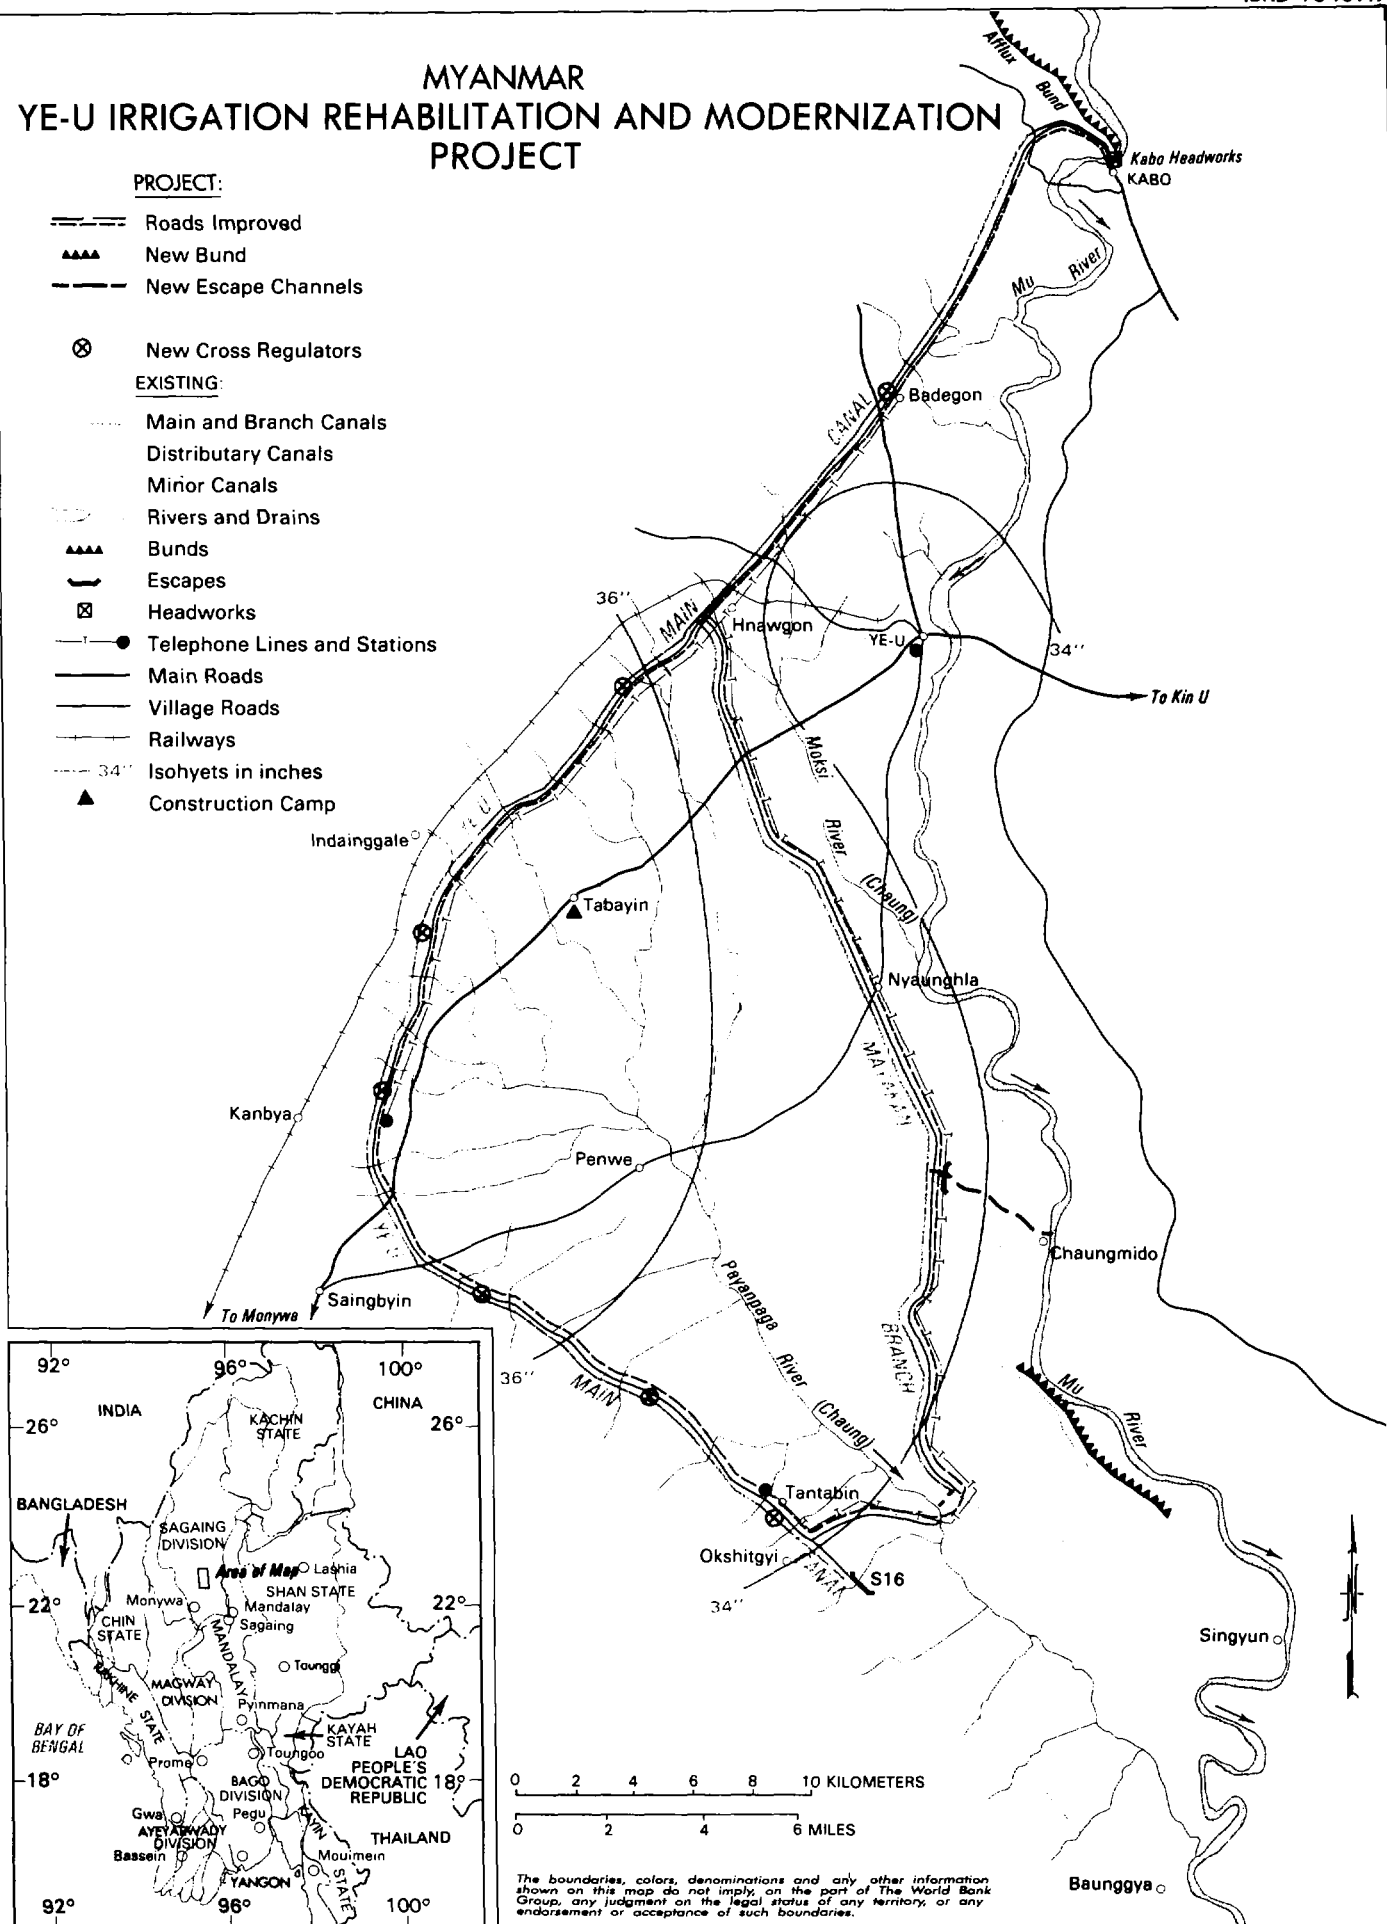 MYANMAR
YE-U IRRIGATION REHABILITATION AND MODERNIZATION
PROJECT
PROJECT:
Roads Improved
New Bund
New Escape Channels
New Cross Regulators
EXISTING:
Main and Branch Canals
Distributary Canals
Minor Canals
Rivers and Drains
Bunds
Escapes
Headworks
Telephone Lines and Stations
Main Roads
Village Roads
Railways
34" Isohyets in inches
Construction Camp
Afflux
Bund
Kabo Headworks
KABO
Mu
River
Badegon
CANAL
36"
MAIN
Hnawgon
YE-U
34"
To Kin U
Moksi
River
(Chaung)
Indainggale
Tabayin
Nyaunghla
Kanbya
Penwe
Chaungmido
Saingbyin
To Monywa
Payanpaga
River
(Chaung)
BRANCH
36"
MAIN
Mu
River
Tantabin
Okshitgyi
S16
34"
Singyun
Baunggya
92°
96°
100°
INDIA
CHINA
26°
26°
KACHIN
STATE
BANGLADESH
SAGAING
DIVISION
Area of Map
Lashia
SHAN STATE
22°
22°
Monywa
Mandalay
Sagaing
CHIN
STATE
MANDALAY
Taunggi
MAGWAY
DIVISION
STATE
Pyinmana
BAY OF
BENGAL
KAYAH
STATE
Prome
Toungoo
LAO
PEOPLE'S
DEMOCRATIC
REPUBLIC
18°
18°
BAGO
DIVISION
Gwa
Pegu
AYEYARWADY
DIVISION
THAILAND
Bassein
Moulmein
YANGON
STATE
92°
96°
100°
0 2 4 6 8 10 KILOMETERS
0 2 4 6 MILES
The boundaries, colors, denominations and any other information
shown on this map do not imply, on the part of The World Bank
Group, any judgment on the legal status of any territory, or any
endorsement or acceptance of such boundaries.